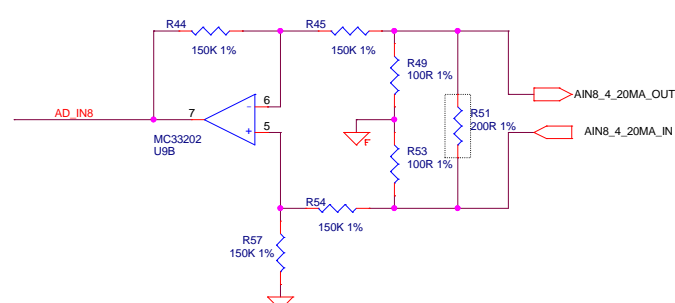 R44
R45
150K 1%
150K 1%
R49
100R 1%
AD_IN8
7
6
-
5
+
MC33202
U9B
F
R51
200R 1%
AIN8_4_20MA_OUT
AIN8_4_20MA_IN
R53
100R 1%
R54
150K 1%
R57
150K 1%